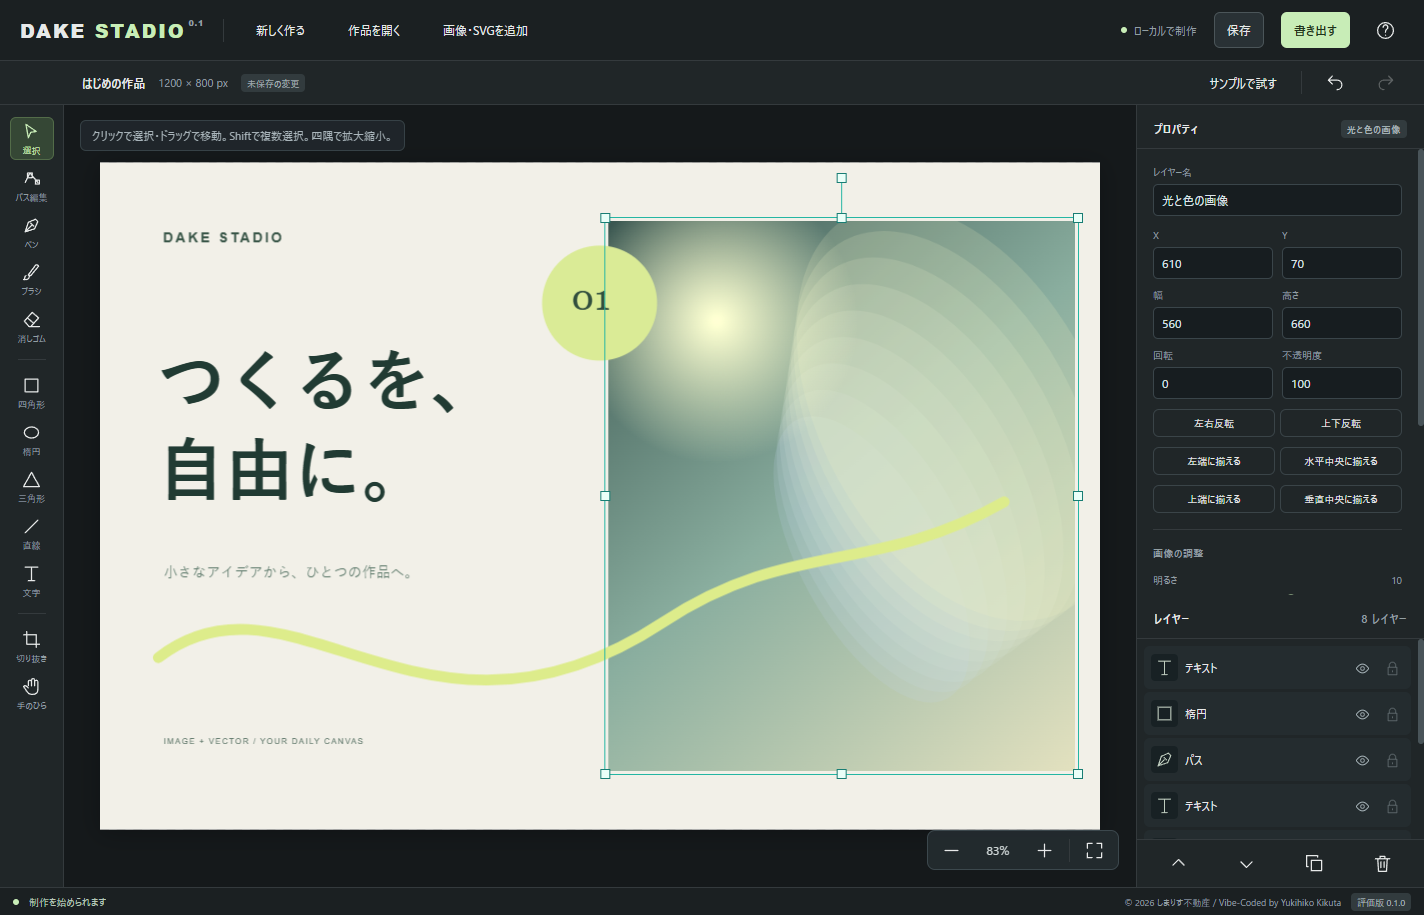 DAKE STADIO 0.1
新しく作る
作品を開く
画像・SVGを追加
ローカルで制作
保存
書き出す
はじめの作品
1200 × 800 px
未保存の変更
サンプルで試す
選択
パス編集
ペン
ブラシ
消しゴム
四角形
楕円
三角形
直線
文字
切り抜き
手のひら
クリックで選択・ドラッグで移動。Shiftで複数選択。四隅で拡大縮小。
DAKE STADIO
01
つくるを、
自由に。
小さなアイデアから、ひとつの作品へ。
IMAGE + VECTOR / YOUR DAILY CANVAS
83%
プロパティ
光と色の画像
レイヤー名
光と色の画像
X
Y
610
70
幅
高さ
560
660
回転
不透明度
0
100
左右反転
上下反転
左端に揃える
水平中央に揃える
上端に揃える
垂直中央に揃える
画像の調整
明るさ
10
レイヤー
8 レイヤー
テキスト
楕円
パス
テキスト
制作を始められます
© 2026 しまりす不動産 / Vibe-Coded by Yukihiko Kikuta
評価版 0.1.0